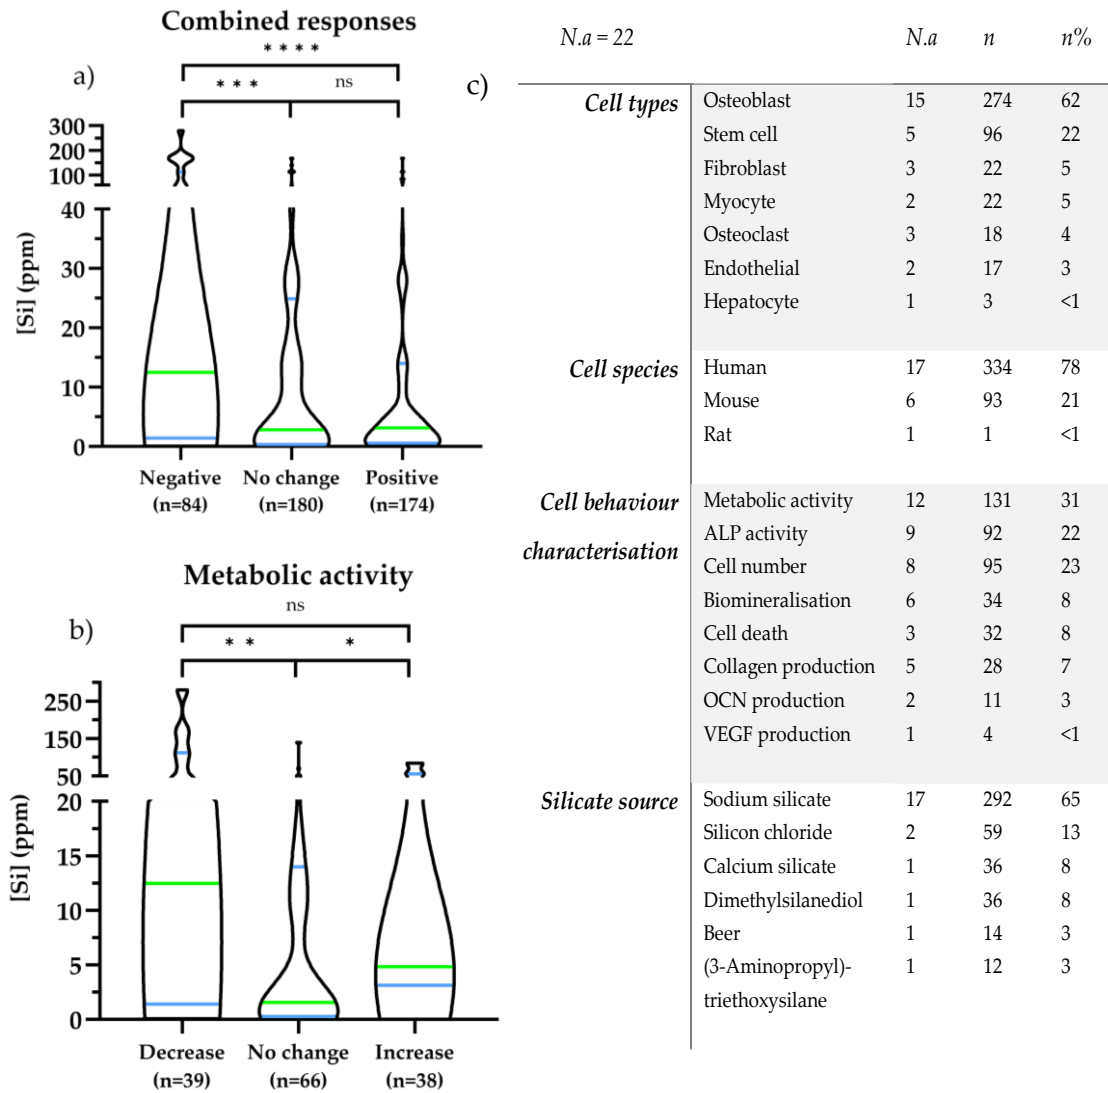 Combined responses
****
a)
***
ns
300
200
100
40
30
20
10
0
[Si] (ppm)
Negative No change Positive
(n=84) (n=180) (n=174)
Metabolic activity
ns
b)
** *
250
150
50
20
15
10
5
0
[Si] (ppm)
Decrease No change Increase
(n=39) (n=66) (n=38)
c)
N.a = 22 N.a n n%
Cell types Osteoblast 15 274 62
Stem cell 5 96 22
Fibroblast 3 22 5
Myocyte 2 22 5
Osteoclast 3 18 4
Endothelial 2 17 3
Hepatocyte 1 3 <1
Cell species Human 17 334 78
Mouse 6 93 21
Rat 1 1 <1
Cell behaviour Metabolic activity 12 131 31
characterisation ALP activity 9 92 22
Cell number 8 95 23
Biomineralisation 6 34 8
Cell death 3 32 8
Collagen production 5 28 7
OCN production 2 11 3
VEGF production 1 4 <1
Silicate source Sodium silicate 17 292 65
Silicon chloride 2 59 13
Calcium silicate 1 36 8
Dimethylsilanediol 1 36 8
Beer 1 14 3
(3-Aminopropyl)- 1 12 3
triethoxysilane